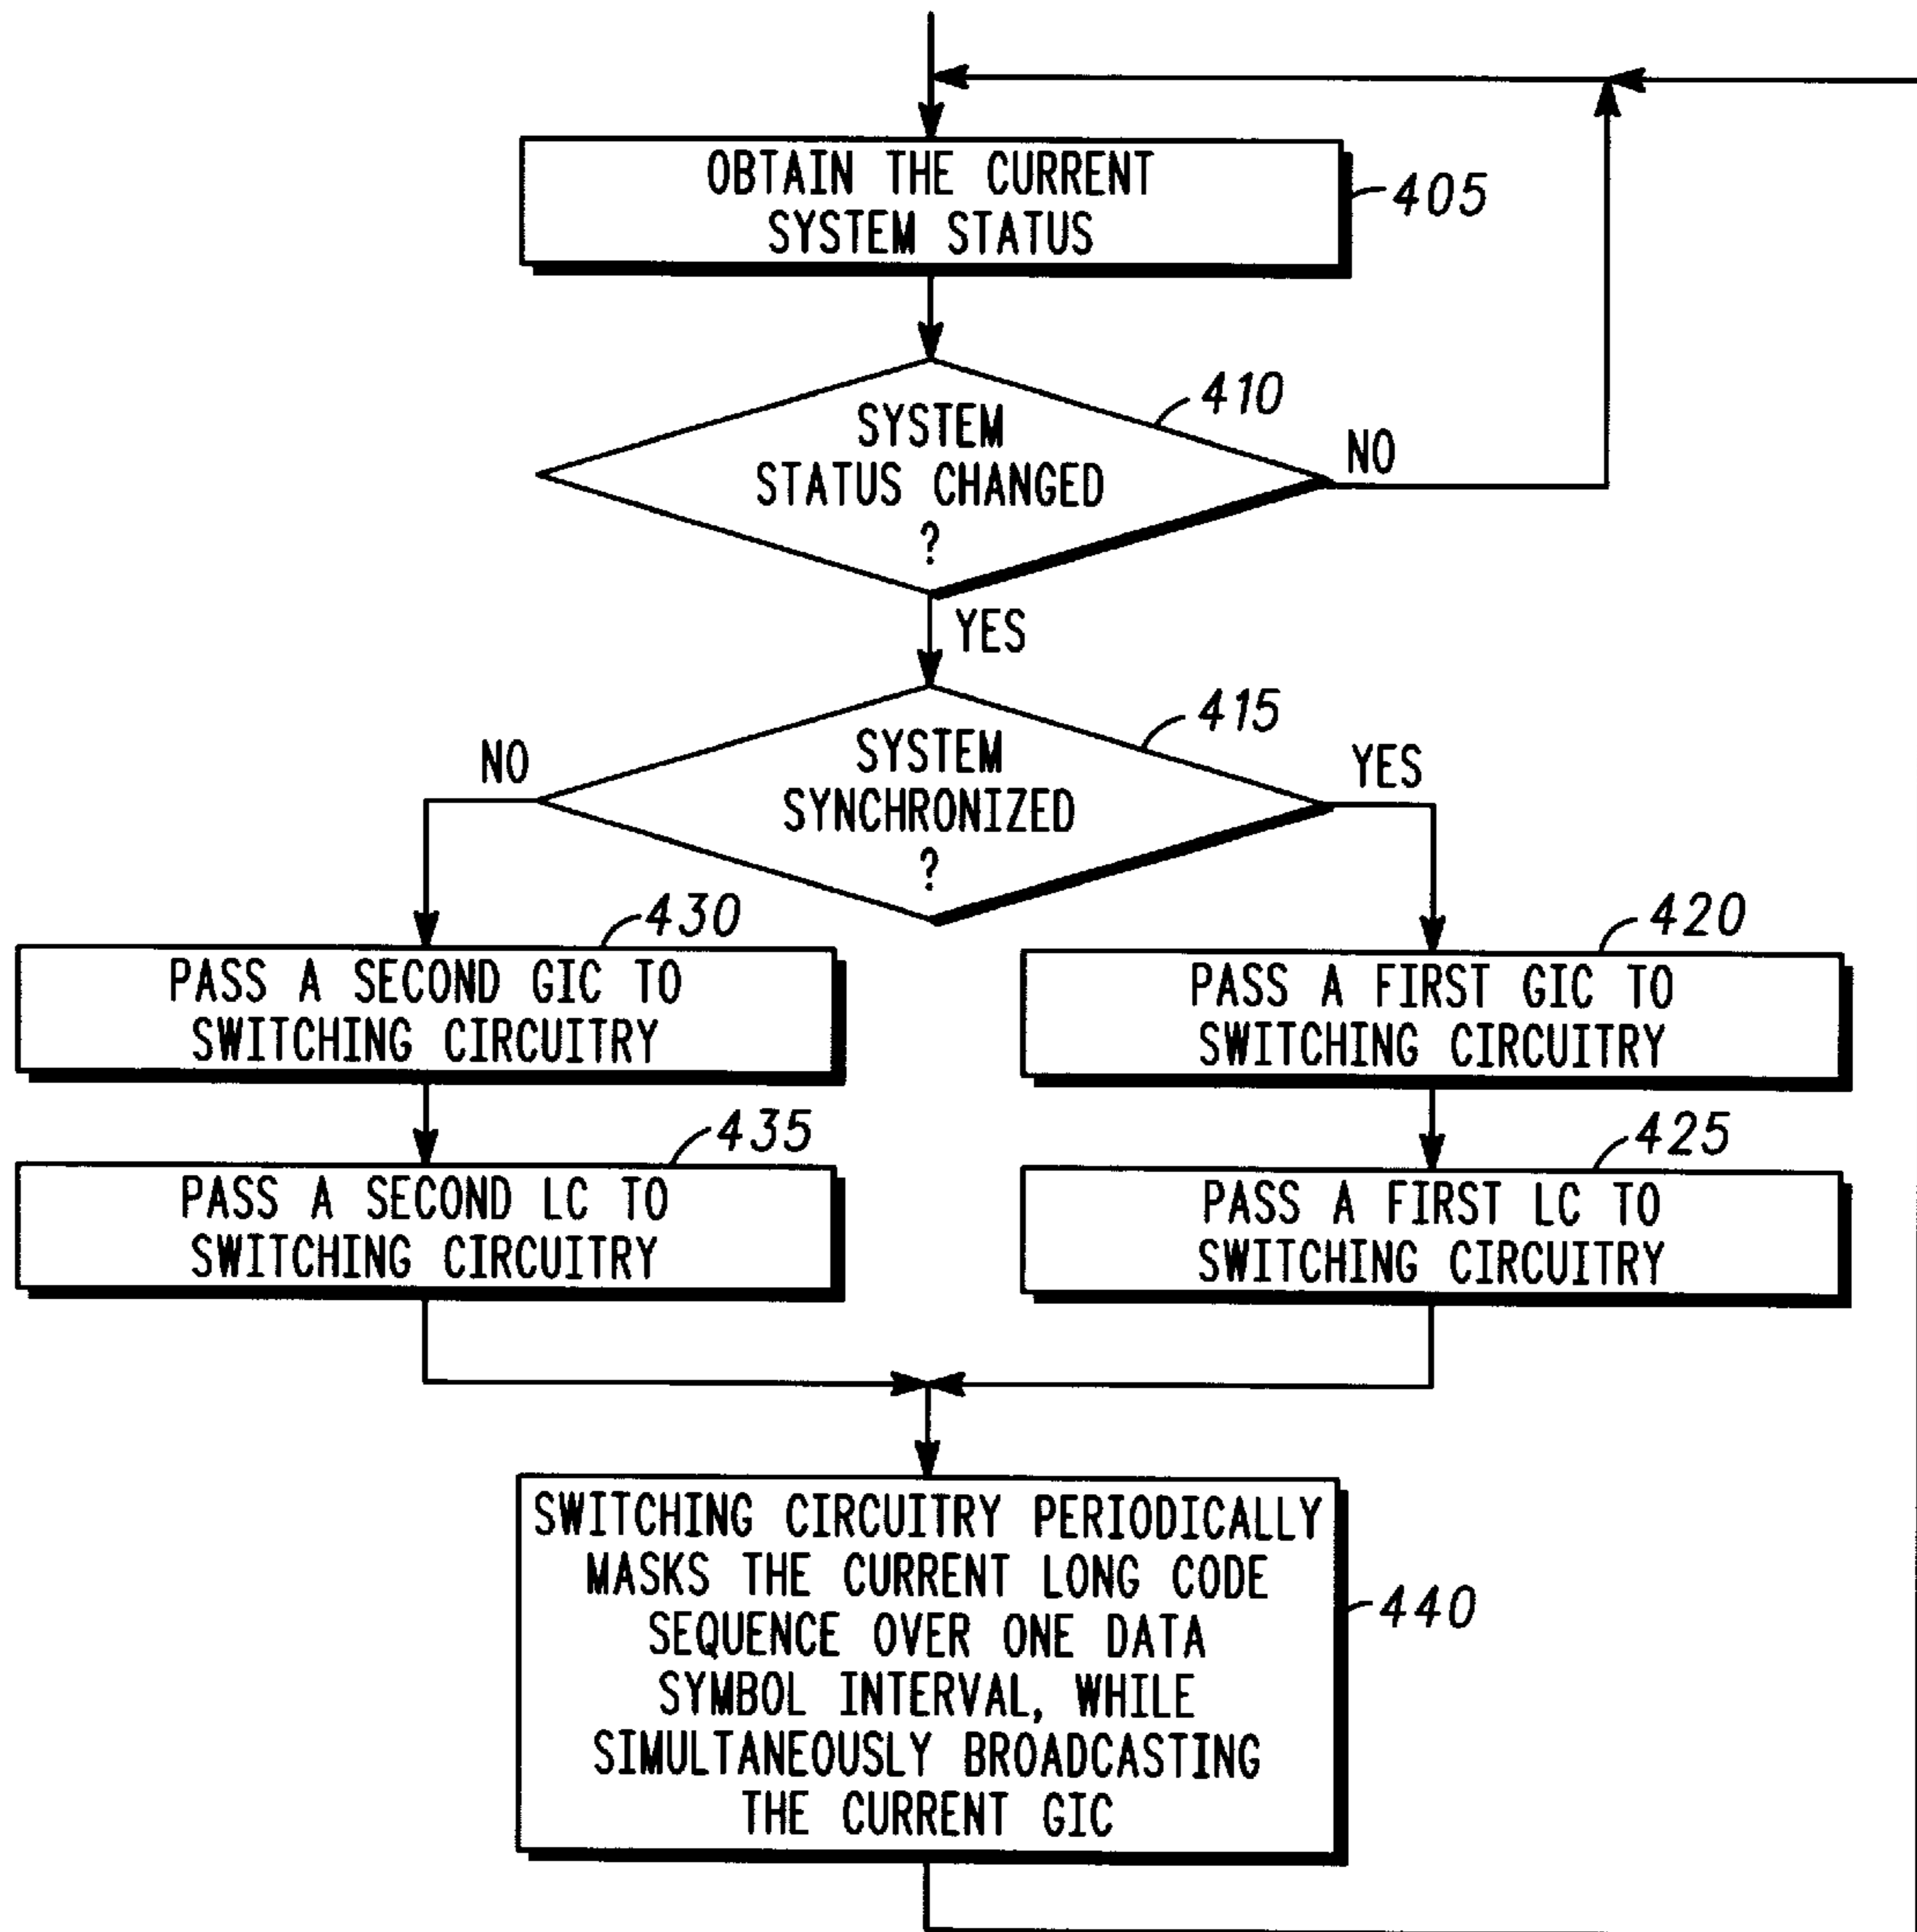 OBTAIN THE CURRENT
SYSTEM STATUS
405
SYSTEM
STATUS CHANGED
?
410
NO
YES
SYSTEM
SYNCHRONIZED
?
415
NO
YES
430
PASS A SECOND GIC TO
SWITCHING CIRCUITRY
420
PASS A FIRST GIC TO
SWITCHING CIRCUITRY
435
PASS A SECOND LC TO
SWITCHING CIRCUITRY
425
PASS A FIRST LC TO
SWITCHING CIRCUITRY
SWITCHING CIRCUITRY PERIODICALLY
MASKS THE CURRENT LONG CODE
SEQUENCE OVER ONE DATA
SYMBOL INTERVAL, WHILE
SIMULTANEOUSLY BROADCASTING
THE CURRENT GIC
440